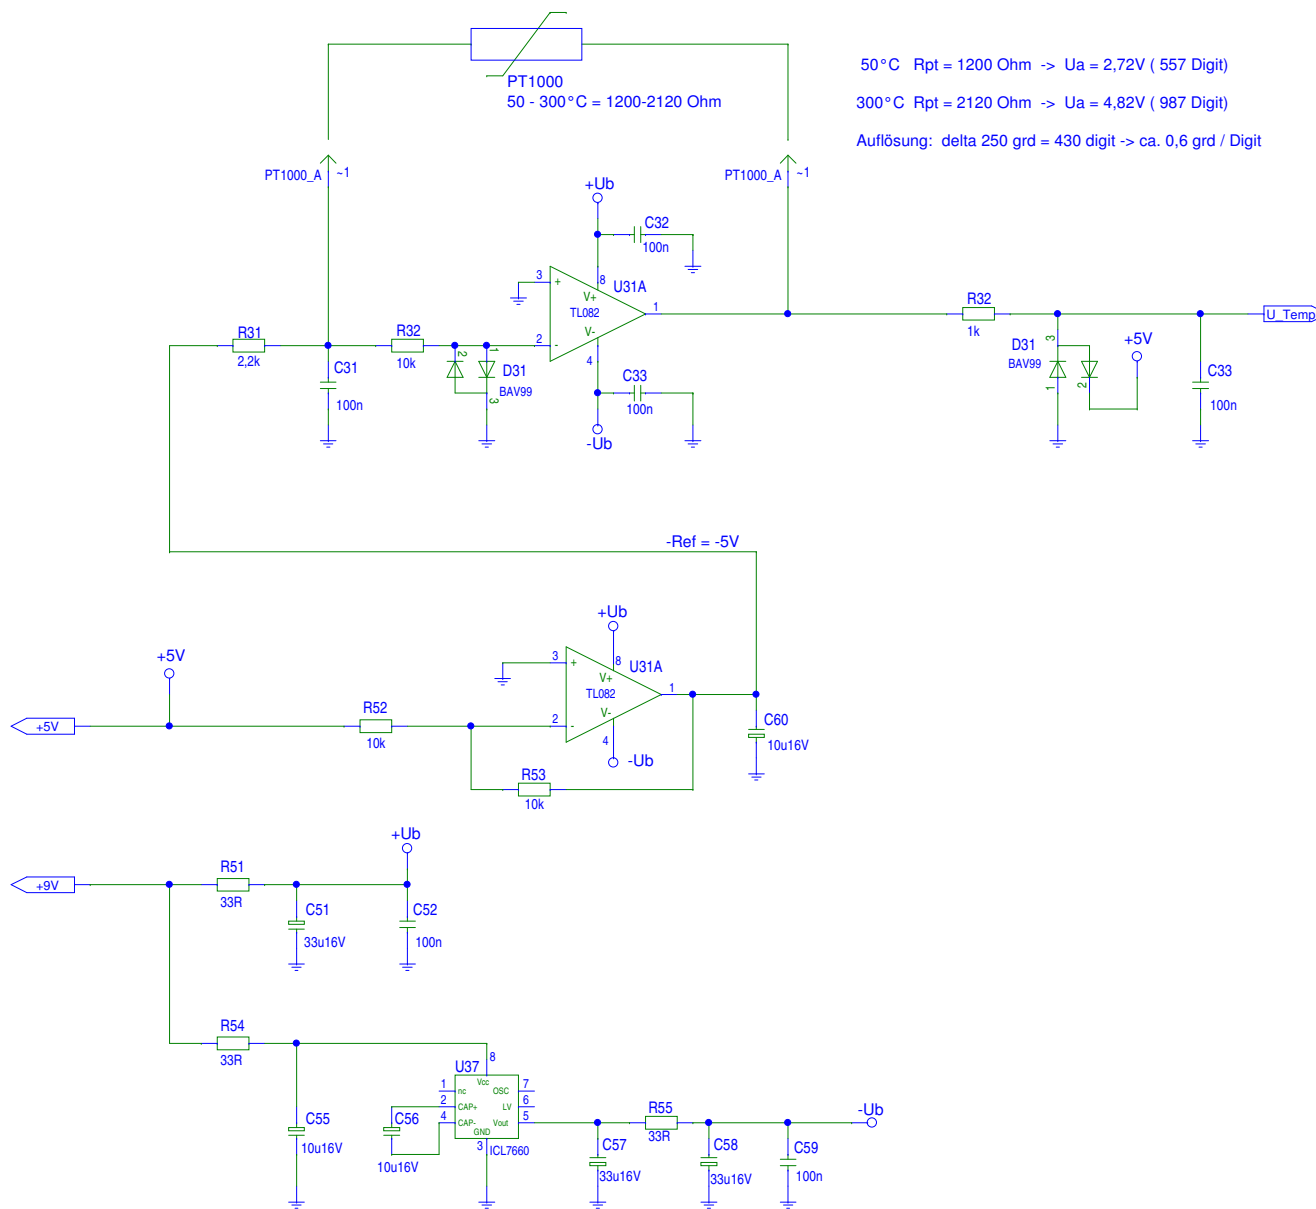 50°C Rpt = 1200 Ohm -> Ua = 2,72V ( 557 Digit)
PT1000
50 - 300°C = 1200-2120 Ohm
300°C Rpt = 2120 Ohm -> Ua = 4,82V ( 987 Digit)
Auflösung: delta 250 grd = 430 digit -> ca. 0,6 grd / Digit
PT1000_A ~1
PT1000_A ~1
+Ub
C32
100n
3
+
8
V+
U31A
TL082
1
V-
2
-
4
R31
2,2k
C31
100n
R32
10k
2
1
D31
BAV99
3
C33
100n
-Ub
R32
1k
U_Temp
3
D31
BAV99
1
2
+5V
C33
100n
-Ref = -5V
+Ub
3
+
8
V+
U31A
TL082
1
V-
2
-
4
-Ub
+5V
+5V
R52
10k
R53
10k
C60
10u16V
+Ub
+9V
R51
33R
C51
33u16V
C52
100n
R54
33R
C55
10u16V
C56
10u16V
U37
8
Vcc
1
nc
OSC
7
2
CAP+
LV
6
4
CAP-
Vout
5
GND
3
ICL7660
R55
33R
-Ub
C57
33u16V
C58
33u16V
C59
100n